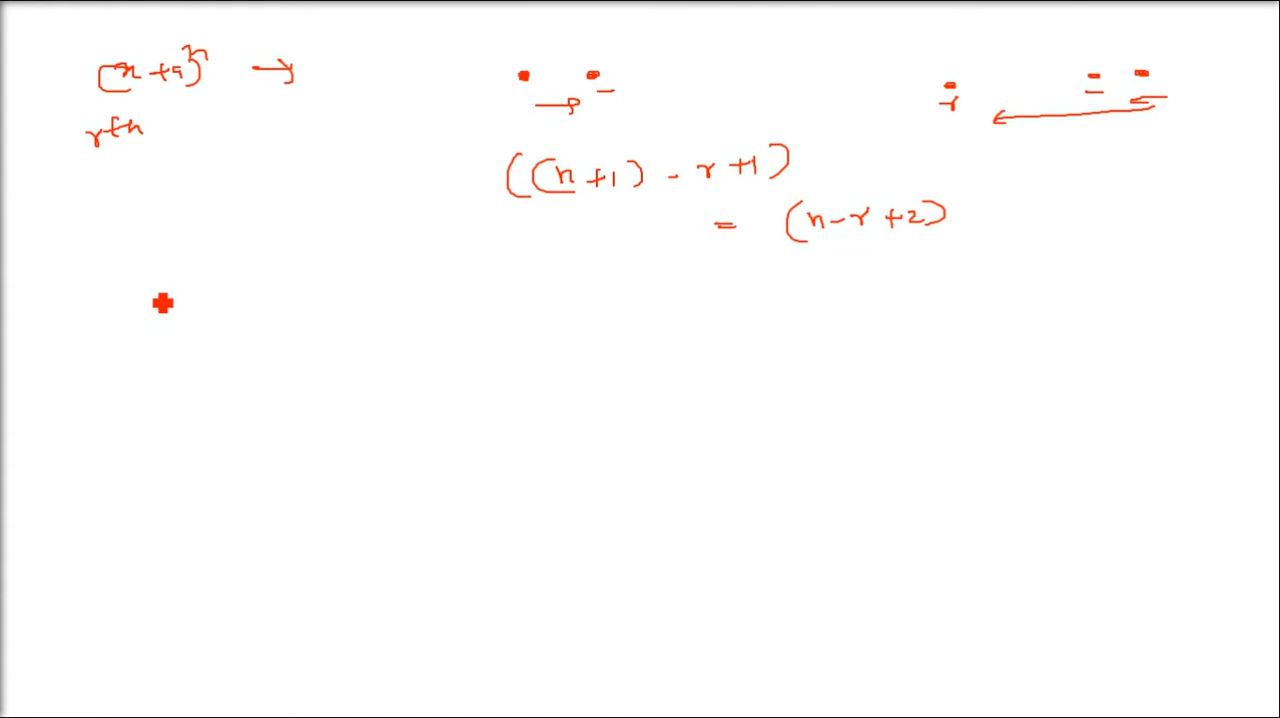 (x+a)^n →
r
rth
((n+1) - r+1)
= (n-r+2)